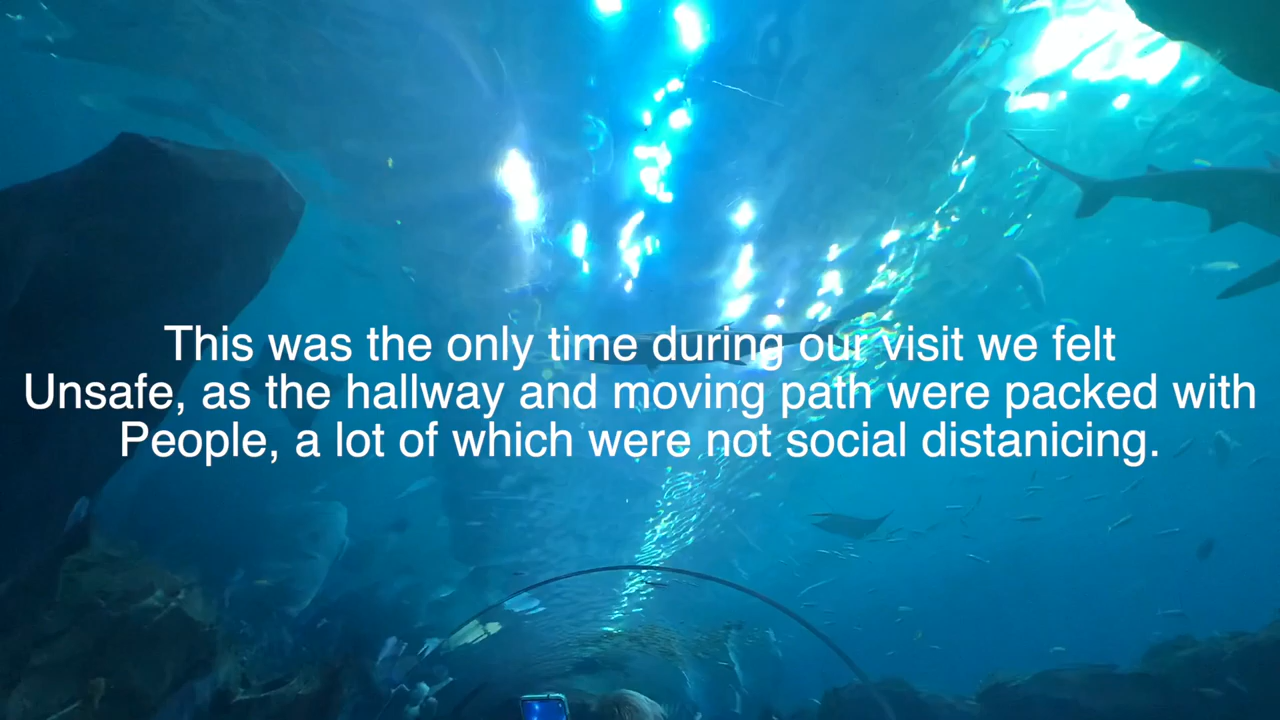 This was the only time during our visit we felt
Unsafe, as the hallway and moving path were packed with
People, a lot of which were not social distanicing.